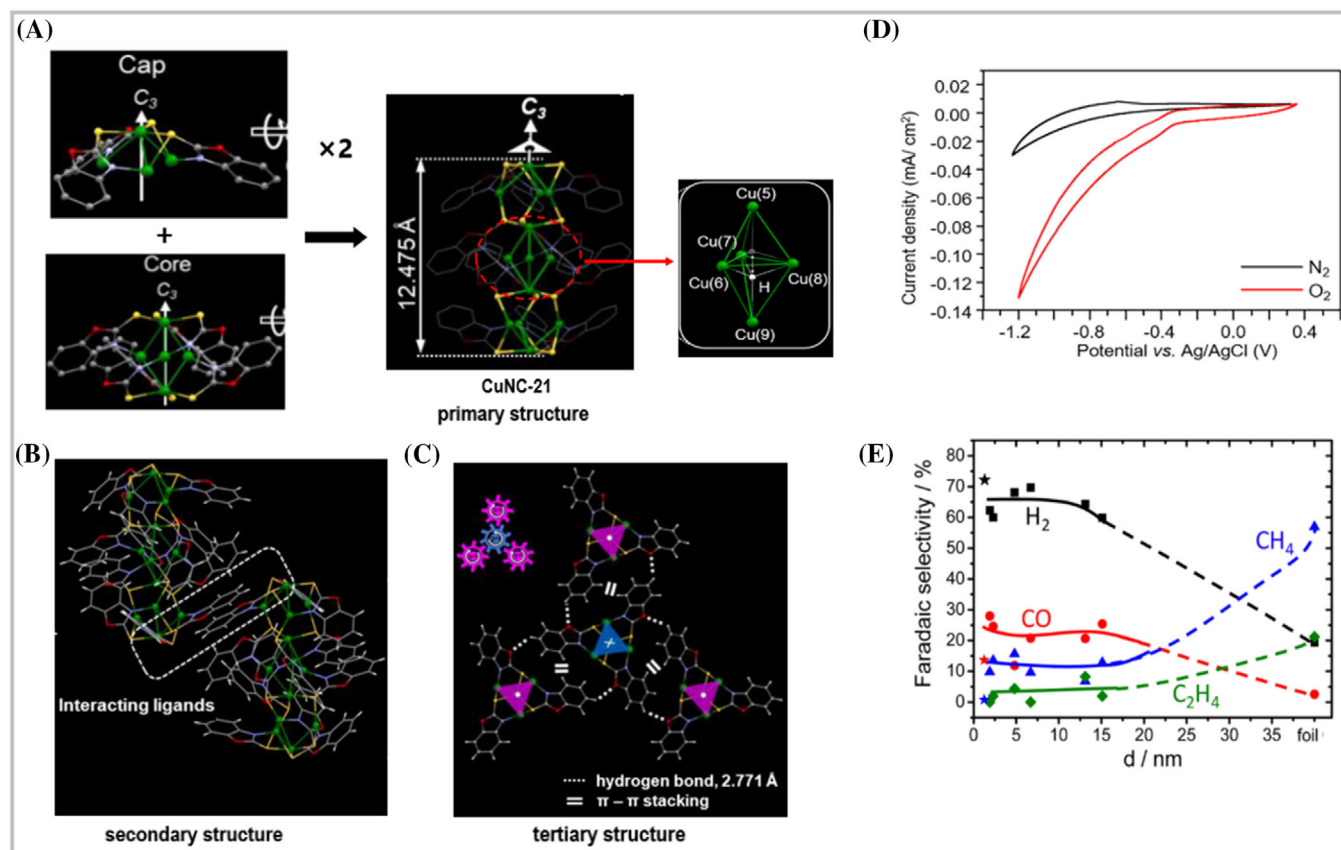 (A)
Cap
C3
×2
+
Core
C3
C3
12.475 Å
CuNC-21
primary structure
Cu(5)
Cu(7)
Cu(6)
Cu(8)
H
Cu(9)
(B)
Interacting ligands
secondary structure
(C)
hydrogen bond, 2.771 Å
= π – π stacking
tertiary structure
(D)
Current density (mA/ cm²)
0.02
0.00
-0.02
-0.04
-0.06
-0.08
-0.10
-0.12
-0.14
N₂
O₂
-1.2 -0.8 -0.4 0.0 0.4
Potential vs. Ag/AgCl (V)
(E)
Faradaic selectivity / %
80
70
60
50
40
30
20
10
0
H₂
CO
CH₄
C₂H₄
0 5 10 15 20 25 30 35 foil
d / nm